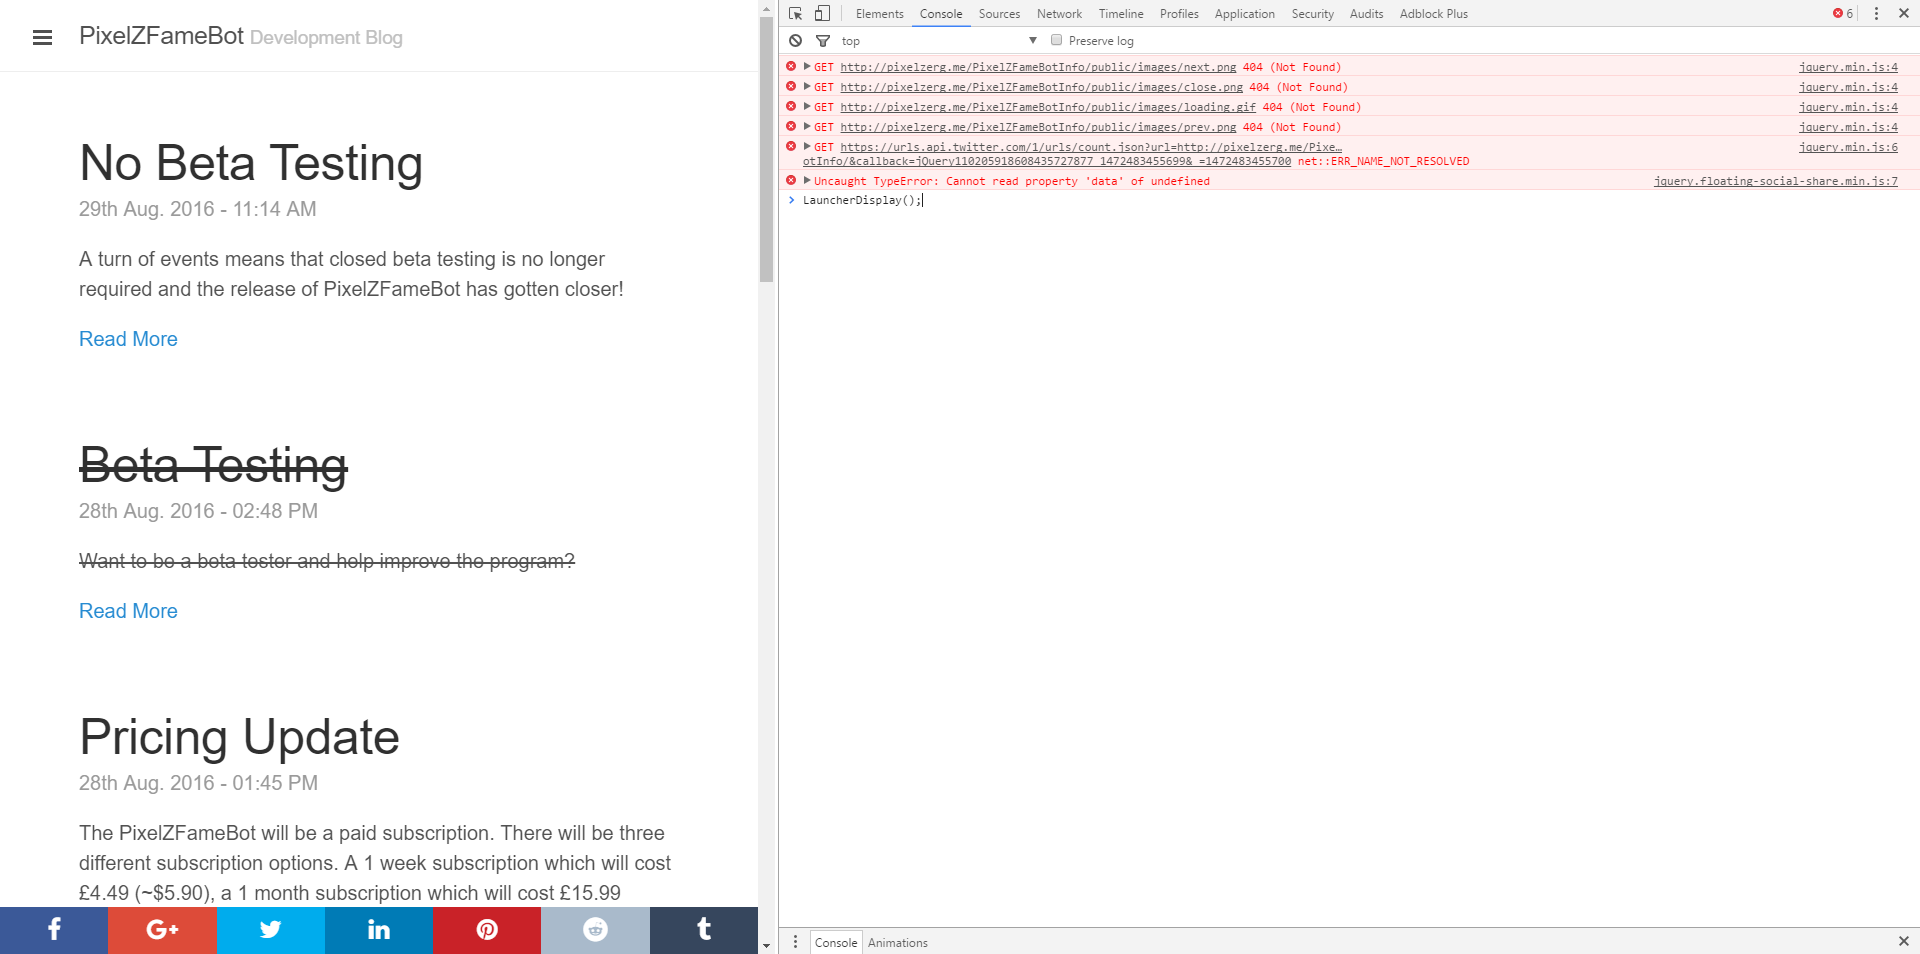 PixelZFameBot Development Blog
No Beta Testing
29th Aug. 2016 - 11:14 AM
A turn of events means that closed beta testing is no longer
required and the release of PixelZFameBot has gotten closer!
Read More
Beta Testing
28th Aug. 2016 - 02:48 PM
Want to be a beta tester and help improve the program?
Read More
Pricing Update
28th Aug. 2016 - 01:45 PM
The PixelZFameBot will be a paid subscription. There will be three
different subscription options. A 1 week subscription which will cost
£4.49 (~$5.90), a 1 month subscription which will cost £15.99
Elements Console Sources Network Timeline Profiles Application Security Audits Adblock Plus 6
top Preserve log
GET http://pixelzerg.me/PixelZFameBotInfo/public/images/next.png 404 (Not Found) jquery.min.js:4
GET http://pixelzerg.me/PixelZFameBotInfo/public/images/close.png 404 (Not Found) jquery.min.js:4
GET http://pixelzerg.me/PixelZFameBotInfo/public/images/loading.gif 404 (Not Found) jquery.min.js:4
GET http://pixelzerg.me/PixelZFameBotInfo/public/images/prev.png 404 (Not Found) jquery.min.js:4
GET https://urls.api.twitter.com/1/urls/count.json?url=http://pixelzerg.me/Pixe… jquery.min.js:6
otInfo/&callback=jQuery110205918608435727877_1472483455699&_=1472483455700 net::ERR_NAME_NOT_RESOLVED
Uncaught TypeError: Cannot read property 'data' of undefined jquery.floating-social-share.min.js:7
LauncherDisplay();
Console Animations